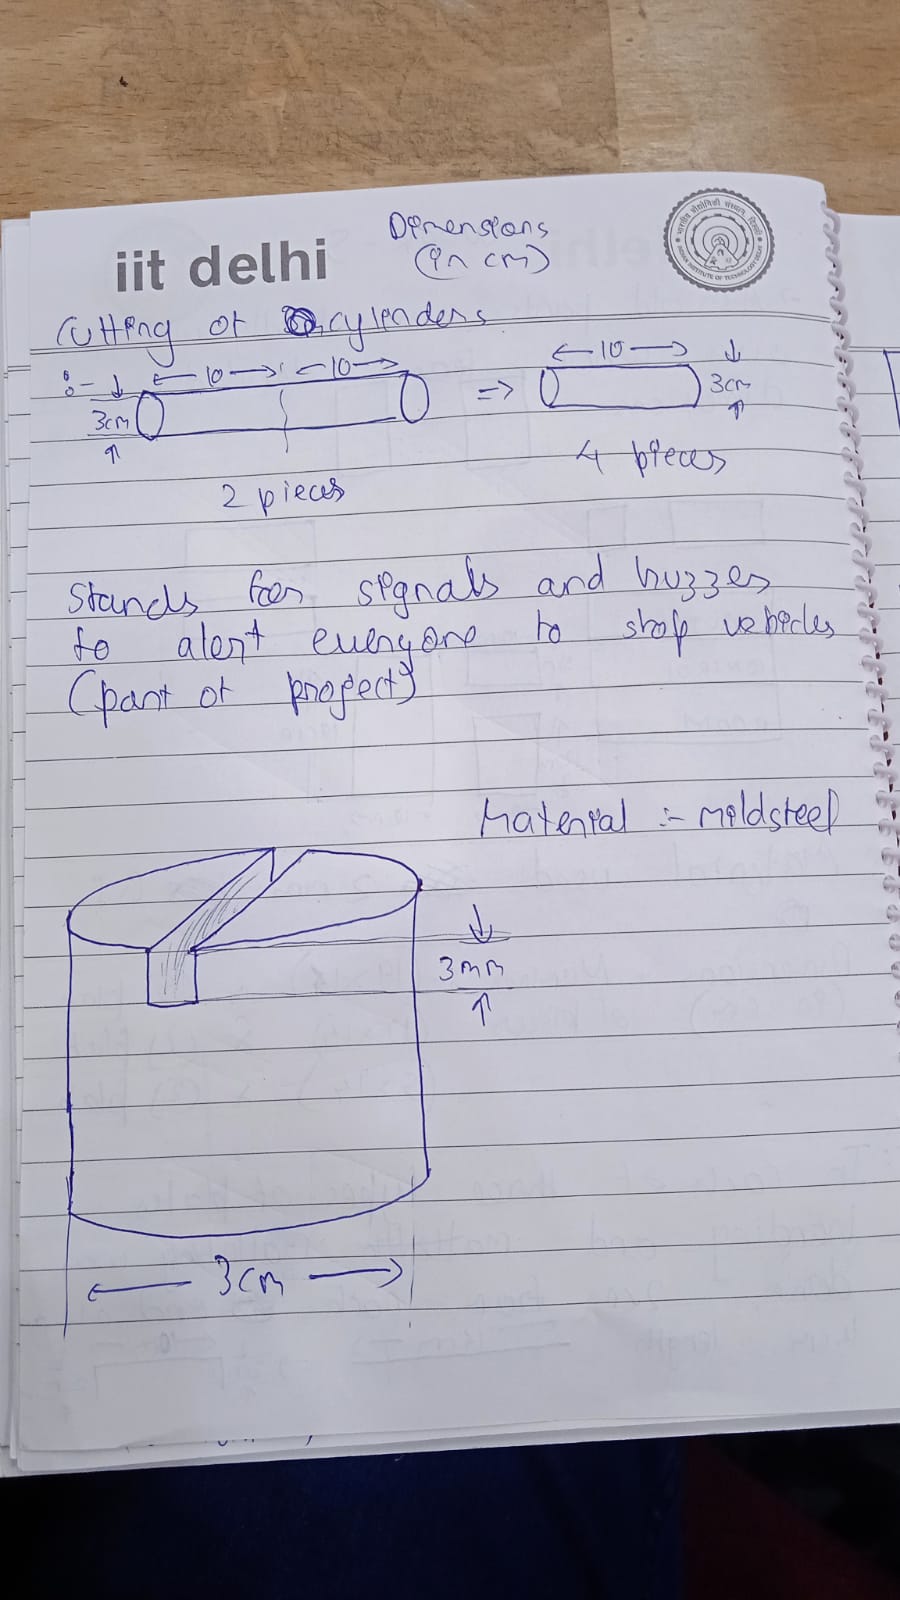 iit delhi
Dimensions
(in cm)
भारतीय प्रौद्योगिकी संस्थान दिल्ली
INDIAN INSTITUTE OF TECHNOLOGY DELHI
Cutting of cylinders
:- ↓ ← 10 → ← 10 → ⇒ ← 10 → ↓
3cm 3cm
↑ ↑
2 pieces 4 pieces
Stands for signals and buzzer
to alert everyone to stop vehicles
(part of project)
Material :- mildsteel
↓
3mm
↑
← 3cm →